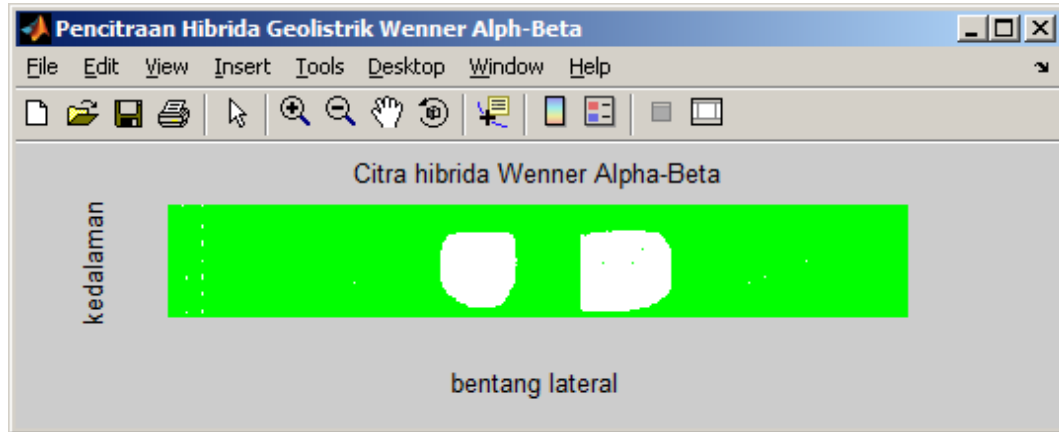 Pencitraan Hibrida Geolistrik Wenner Alph-Beta
File Edit View Insert Tools Desktop Window Help
Citra hibrida Wenner Alpha-Beta
kedalaman
bentang lateral